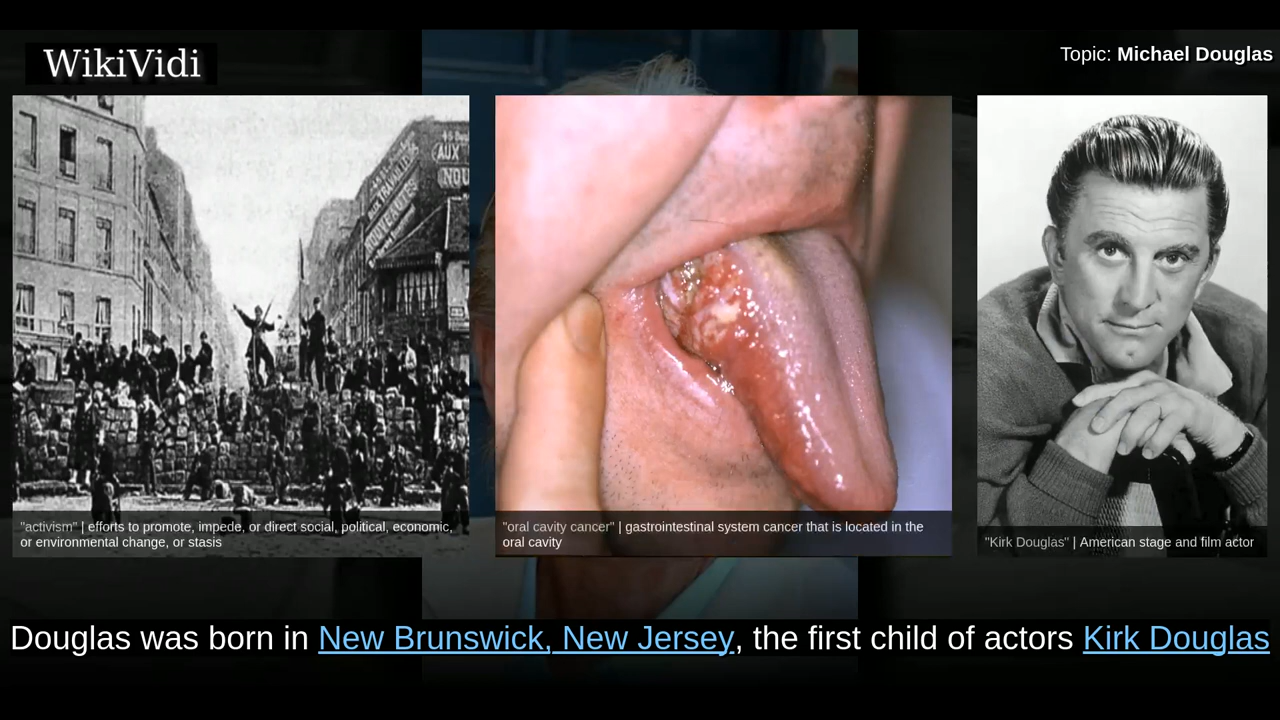 WikiVidi
Topic: Michael Douglas
"activism" | efforts to promote, impede, or direct social, political, economic,
or environmental change, or stasis
"oral cavity cancer" | gastrointestinal system cancer that is located in the
oral cavity
"Kirk Douglas" | American stage and film actor
Douglas was born in New Brunswick, New Jersey, the first child of actors Kirk Douglas